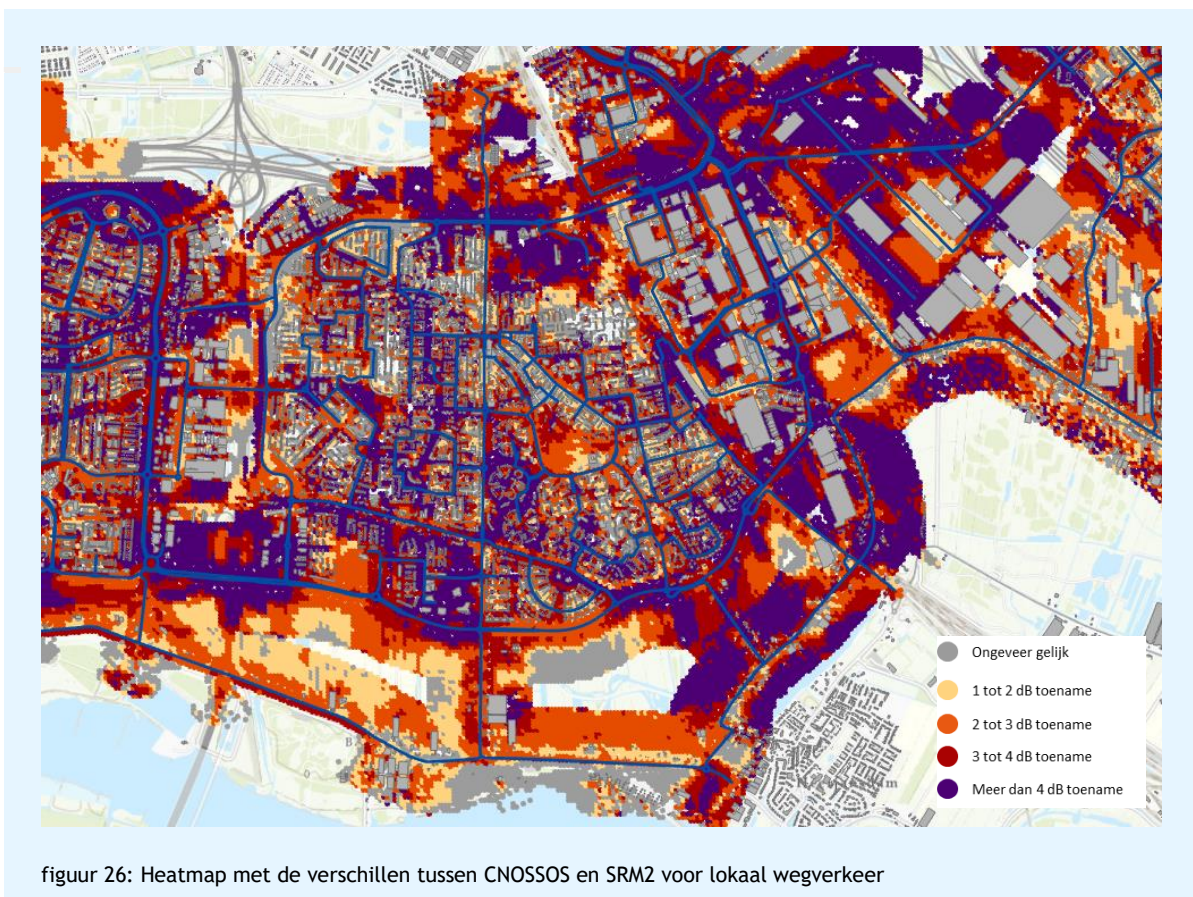 Ongeveer gelijk
1 tot 2 dB toename
2 tot 3 dB toename
3 tot 4 dB toename
Meer dan 4 dB toename
figuur 26: Heatmap met de verschillen tussen CNOSSOS en SRM2 voor lokaal wegverkeer